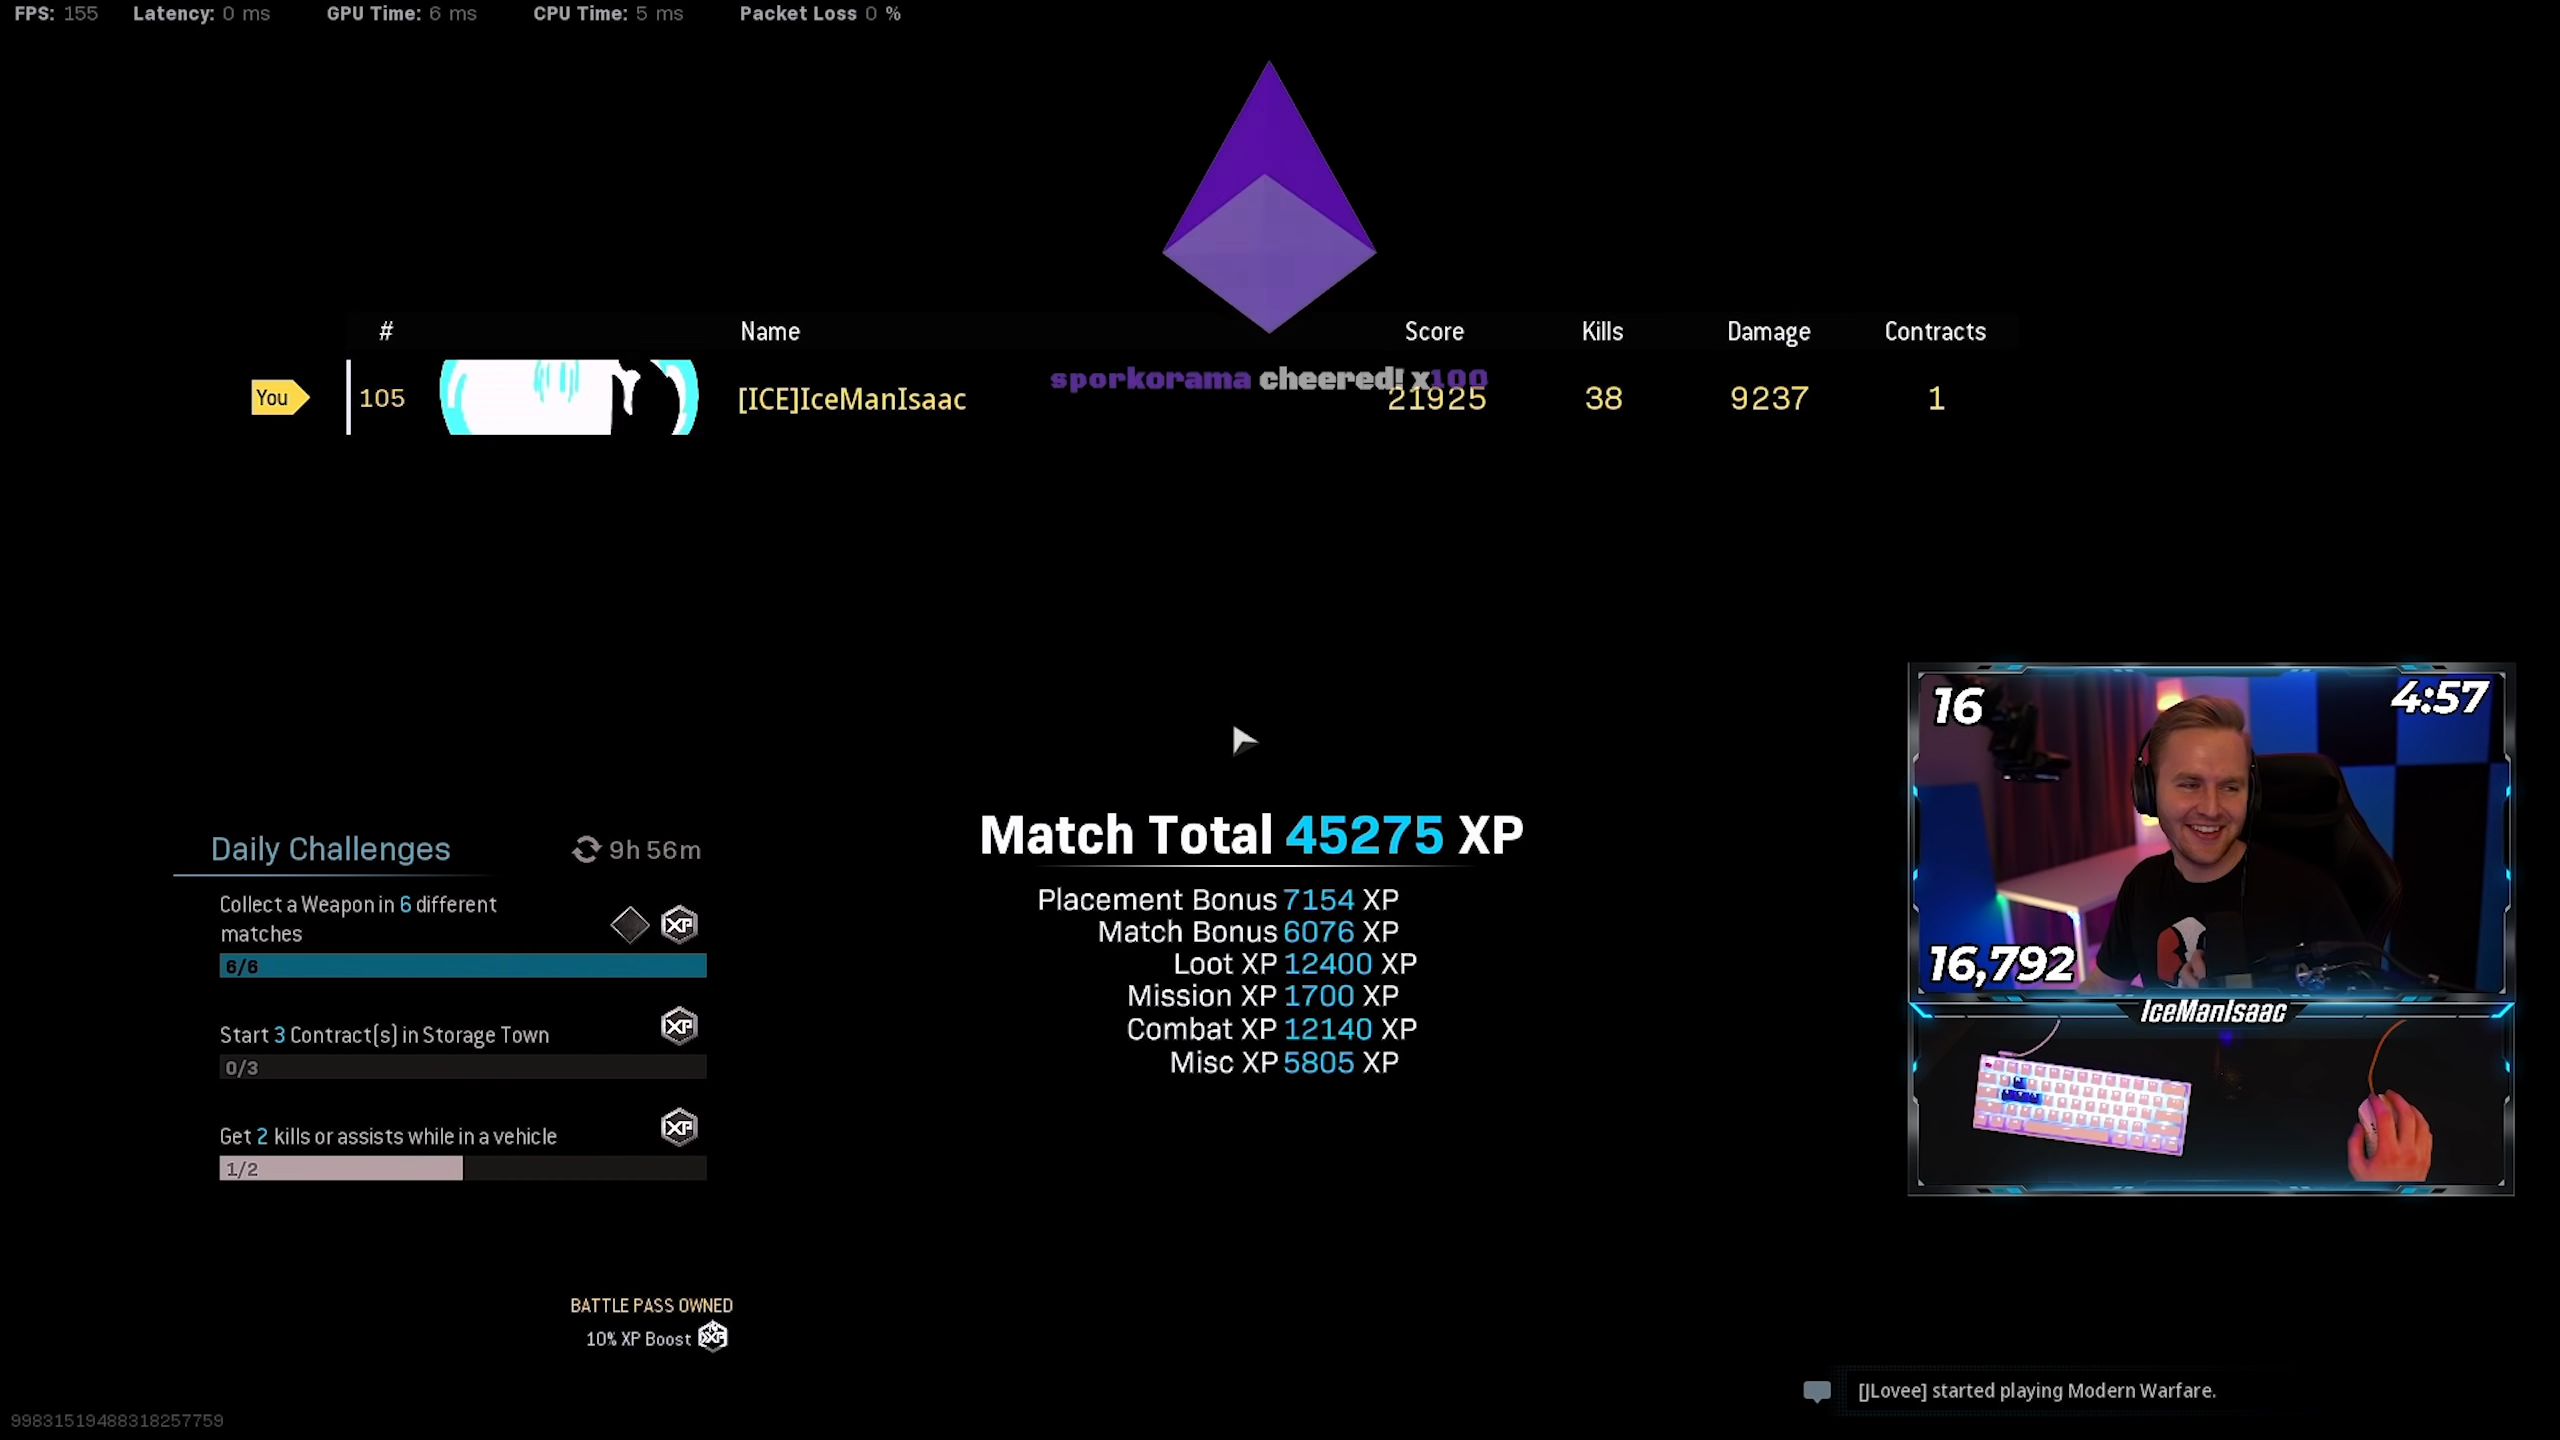 FPS: 155 Latency: 0 ms GPU Time: 6 ms CPU Time: 5 ms Packet Loss 0 %
# Name Score Kills Damage Contracts
sporkorama cheered! x100
You 105 [ICE]IceManIsaac 21925 38 9237 1
16 4:57
16,792
IceManIsaac
Match Total 45275 XP
Placement Bonus 7154 XP
Match Bonus 6076 XP
Loot XP 12400 XP
Mission XP 1700 XP
Combat XP 12140 XP
Misc XP 5805 XP
Daily Challenges 9h 56m
Collect a Weapon in 6 different
matches XP
6/6
Start 3 Contract(s) in Storage Town XP
0/3
Get 2 kills or assists while in a vehicle XP
1/2
BATTLE PASS OWNED
10% XP Boost XP
[JLovee] started playing Modern Warfare.
99831519488318257759